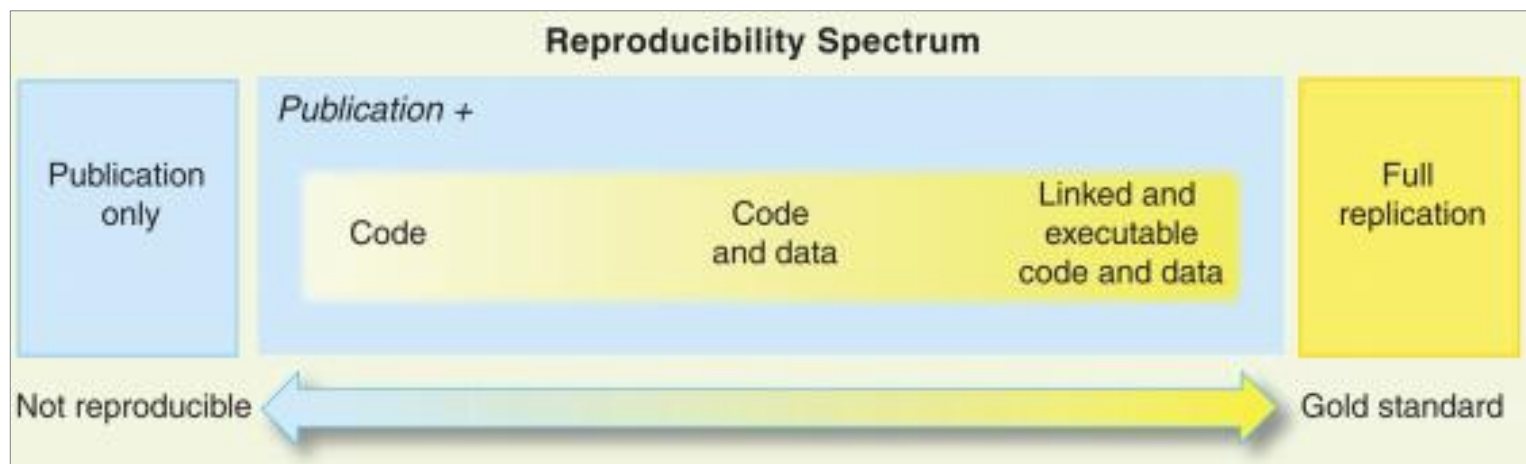 Reproducibility Spectrum
Publication
only
Publication +
Code
Code
and data
Linked and
executable
code and data
Full
replication
Not reproducible
Gold standard